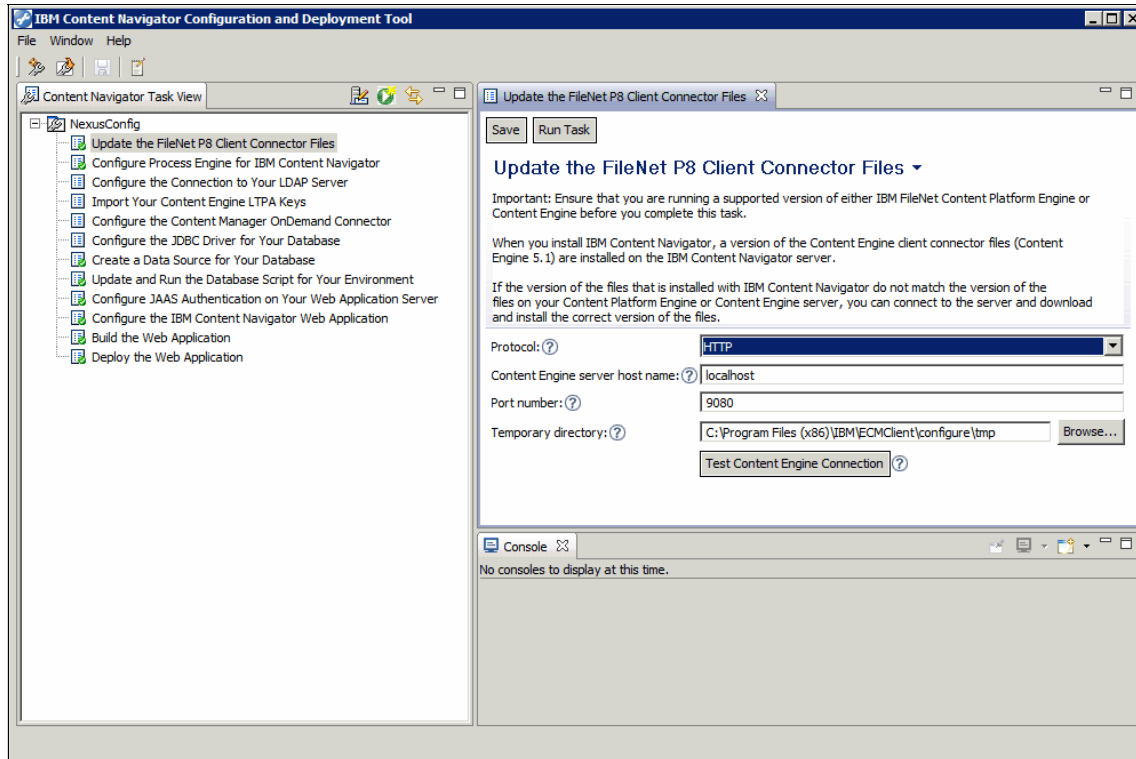 IBM Content Navigator Configuration and Deployment Tool
File Window Help
Content Navigator Task View
NexusConfig
Update the FileNet P8 Client Connector Files
Configure Process Engine for IBM Content Navigator
Configure the Connection to Your LDAP Server
Import Your Content Engine LTPA Keys
Configure the Content Manager OnDemand Connector
Configure the JDBC Driver for Your Database
Create a Data Source for Your Database
Update and Run the Database Script for Your Environment
Configure JAAS Authentication on Your Web Application Server
Configure the IBM Content Navigator Web Application
Build the Web Application
Deploy the Web Application
Update the FileNet P8 Client Connector Files
Save Run Task
Update the FileNet P8 Client Connector Files
Important: Ensure that you are running a supported version of either IBM FileNet Content Platform Engine or
Content Engine before you complete this task.
When you install IBM Content Navigator, a version of the Content Engine client connector files (Content
Engine 5.1) are installed on the IBM Content Navigator server.
If the version of the files that is installed with IBM Content Navigator do not match the version of the
files on your Content Platform Engine or Content Engine server, you can connect to the server and download
and install the correct version of the files.
Protocol: ? HTTP
Content Engine server host name: ? localhost
Port number: ? 9080
Temporary directory: ? C:\Program Files (x86)\IBM\ECMClient\configure\tmp Browse...
Test Content Engine Connection ?
Console
No consoles to display at this time.